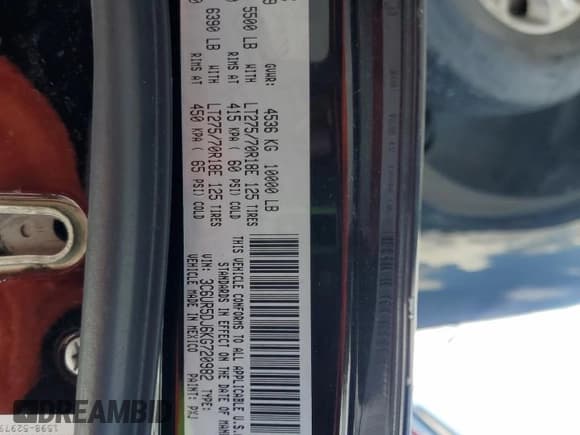 GVWR: 4536 KG 10000 LB
5500 LB WITH LT275/70R18E 125 TIRES
RIMS AT 415 KPA ( 60 PSI) COLD
6390 LB WITH LT275/70R18E 125 TIRES
RIMS AT 450 KPA ( 65 PSI) COLD
THIS VEHICLE CONFORMS TO ALL APPLICABLE U.S.
STANDARDS IN EFFECT ON THE DATE OF
VIN: 3C6UR5DJ6KG720982 TYPE
VEHICLE MADE IN MEXICO PAINT: PXJ
DREAMBID